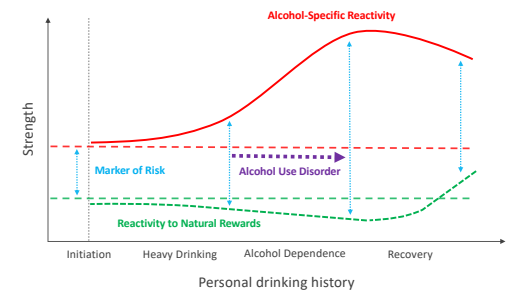 Alcohol-Specific Reactivity
Strength
Marker of Risk
Alcohol Use Disorder
Reactivity to Natural Rewards
Initiation
Heavy Drinking
Alcohol Dependence
Recovery
Personal drinking history